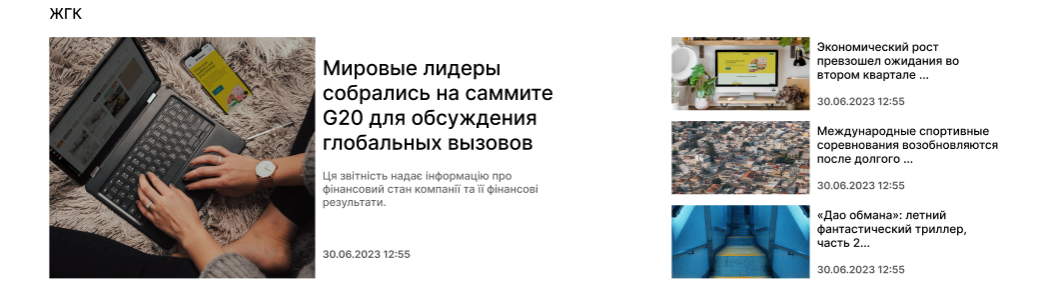 ЖГК
Мировые лидеры
собрались на саммите
G20 для обсуждения
глобальных вызовов
Ця звітність надає інформацію про
фінансовий стан компанії та її фінансові
результати.
30.06.2023 12:55
Экономический рост
превзошел ожидания во
втором квартале ...
30.06.2023 12:55
Международные спортивные
соревнования возобновляются
после долгого ...
30.06.2023 12:55
«Дао обмана»: летний
фантастический триллер,
часть 2...
30.06.2023 12:55